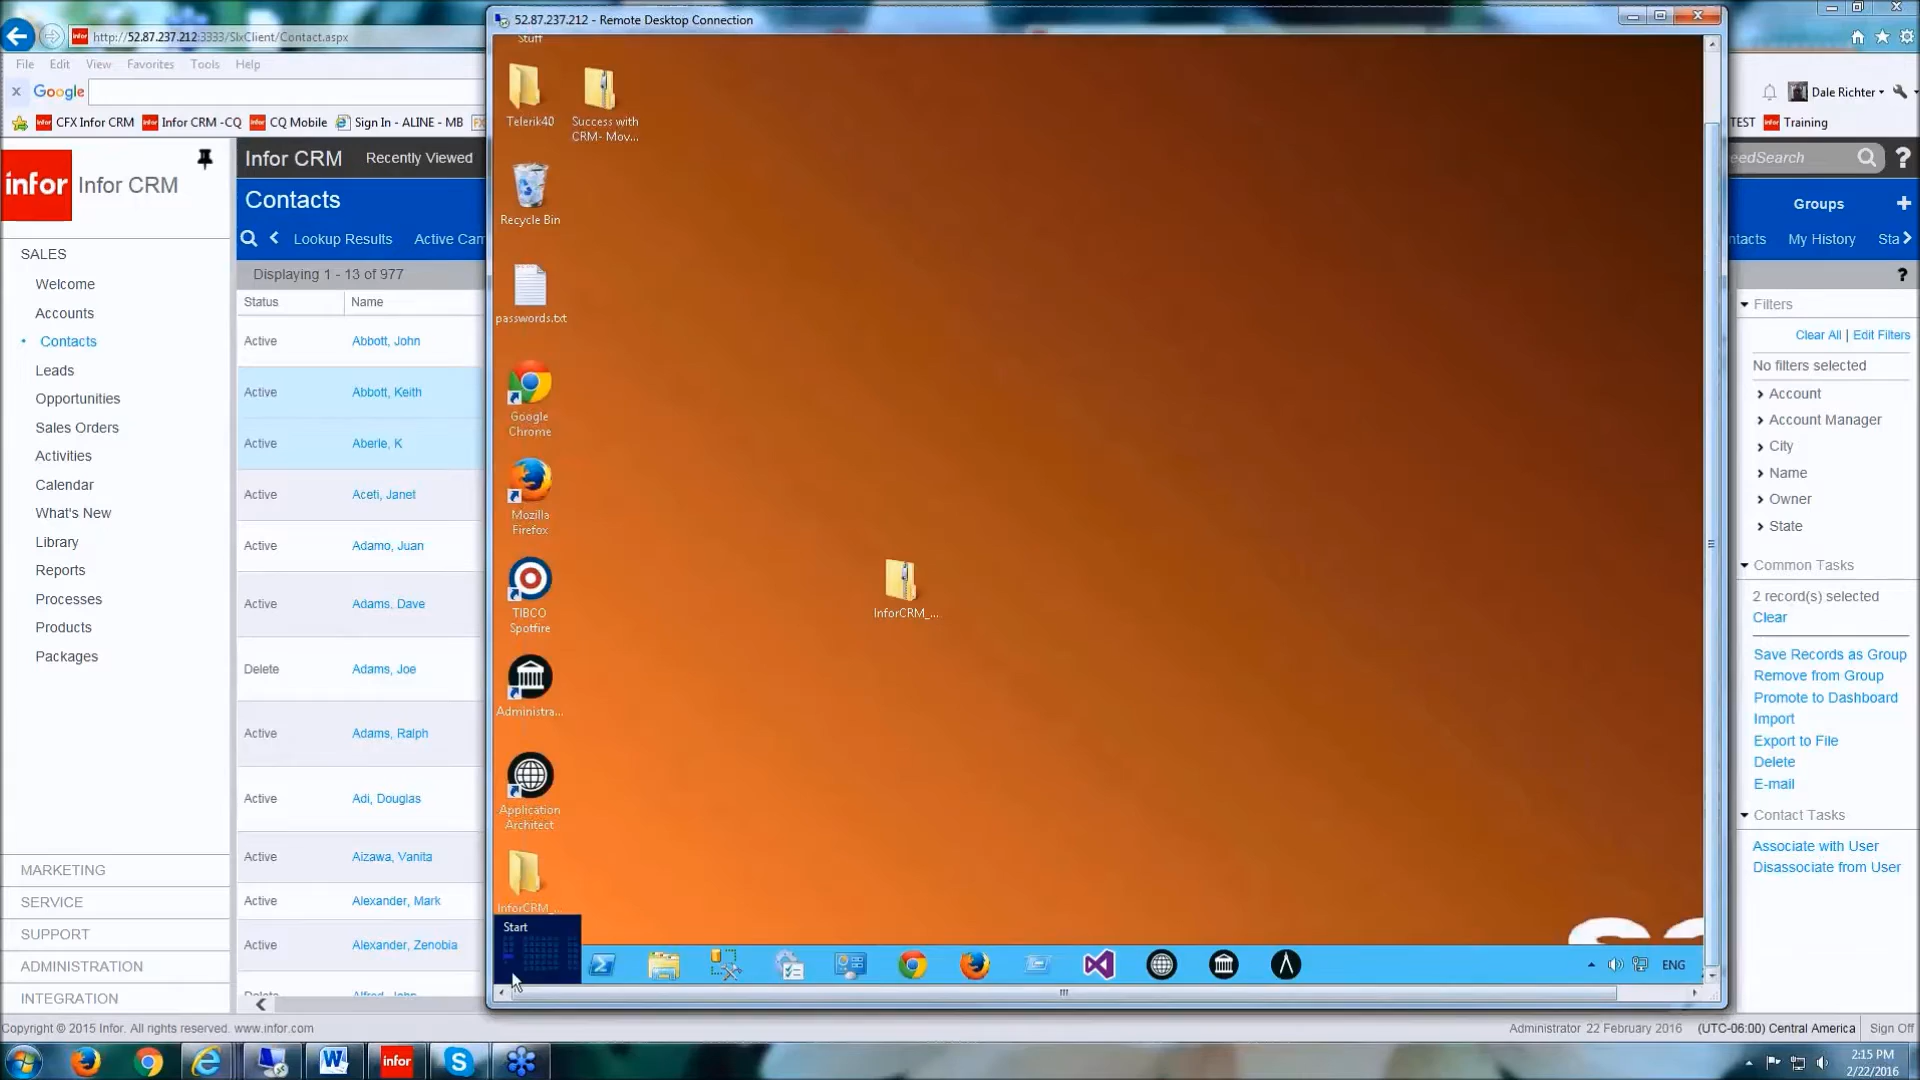 52.87.237.212 - Remote Desktop Connection
http://52.87.237.212:3333/SlxClient/Contact.aspx
File Edit View Favorites Tools Help
x Google
CFX Infor CRM
Infor CRM -CQ
CQ Mobile
Sign In - ALINE - MB
Dale Richter
TEST
Training
infor Infor CRM
Infor CRM Recently Viewed
eedSearch
Contacts
Groups
Lookup Results Active Cam
ntacts My History Sta
Displaying 1 - 13 of 977
Status Name
SALES
Welcome
Accounts
Contacts
Leads
Opportunities
Sales Orders
Activities
Calendar
What's New
Library
Reports
Processes
Products
Packages
MARKETING
SERVICE
SUPPORT
ADMINISTRATION
INTEGRATION
Active Abbott, John
Active Abbott, Keith
Active Aberle, K
Active Aceti, Janet
Active Adamo, Juan
Active Adams, Dave
Delete Adams, Joe
Active Adams, Ralph
Active Adi, Douglas
Active Aizawa, Vanita
Active Alexander, Mark
Active Alexander, Zenobia
Stuff
Telerik40
Success with
CRM- Mov...
Recycle Bin
passwords.txt
Google
Chrome
Mozilla
Firefox
TIBCO
Spotfire
Administra...
Application
Architect
InforCRM_...
InforCRM_...
Start
ENG
Filters
Clear All | Edit Filters
No filters selected
Account
Account Manager
City
Name
Owner
State
Common Tasks
2 record(s) selected
Clear
Save Records as Group
Remove from Group
Promote to Dashboard
Import
Export to File
Delete
E-mail
Contact Tasks
Associate with User
Disassociate from User
Copyright © 2015 Infor. All rights reserved. www.infor.com
Administrator 22 February 2016 (UTC-06:00) Central America Sign Off
infor
2:15 PM
2/22/2016